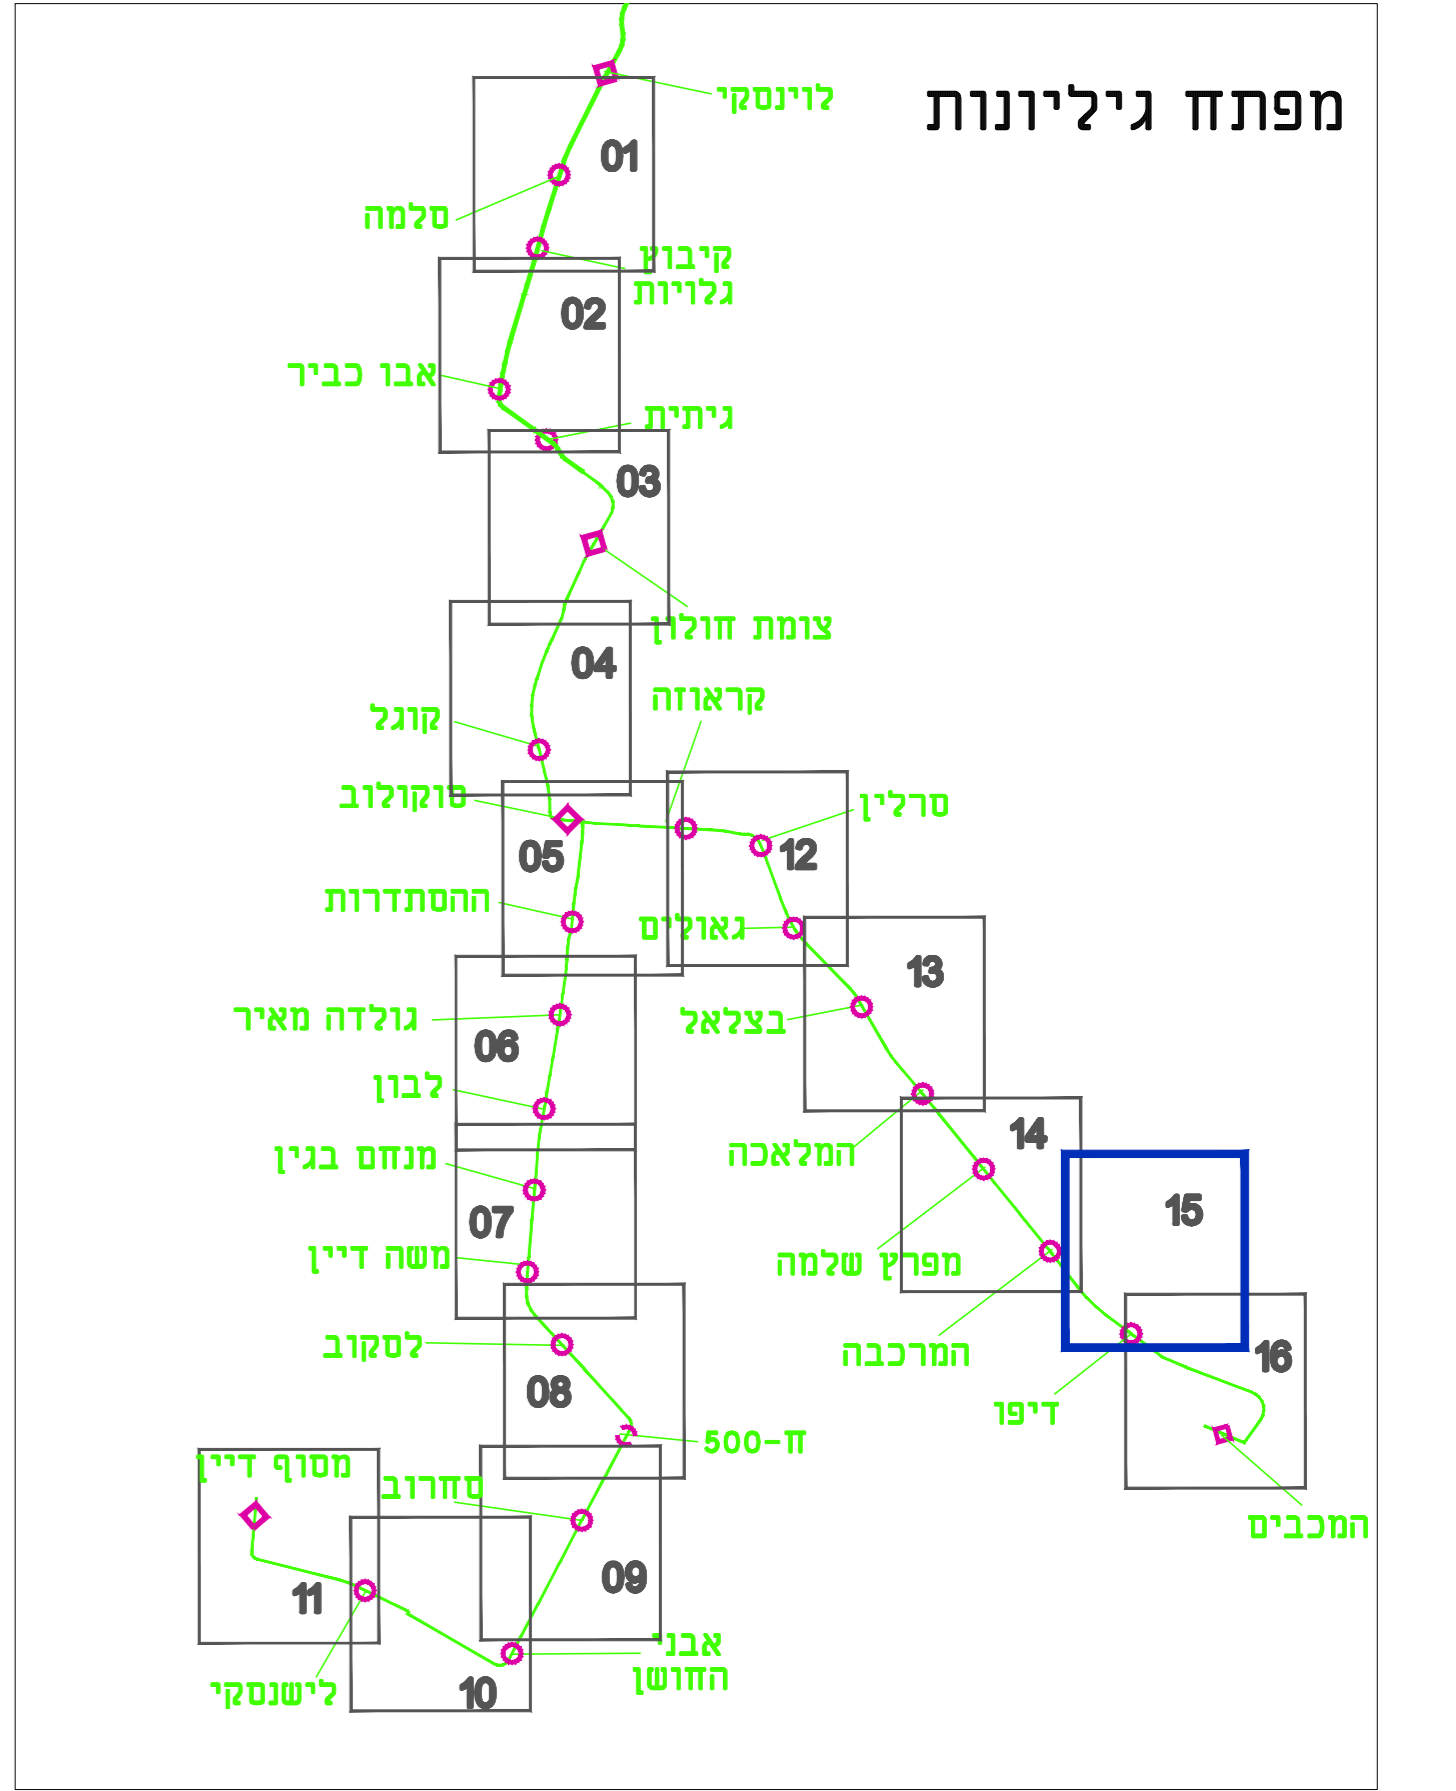 מפתח גיליונות
לוינסקי
01
סלמה
קיבוץ
גלויות
02
אבו כביר
גיתית
03
צומת חולון
04
קראוזה
קוגל
סוקולוב
סרלין
05
12
ההסתדרות
גאולים
13
גולדה מאיר
בצלאל
06
לבון
14
המלאכה
מנחם בגין
15
07
משה דיין
מפרץ שלמה
לסקוב
המרכבה
16
08
דיפו
ח-500
מסוף דיין
סחרוב
המכבים
09
11
אבני
החושן
10
לישנסקי